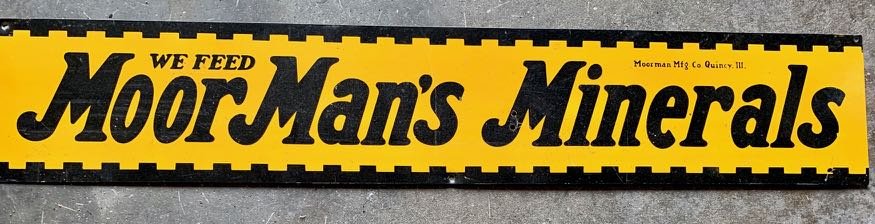 WE FEED
Moorman Mfg. Co. Quincy. Ill.
MoorMan's Minerals